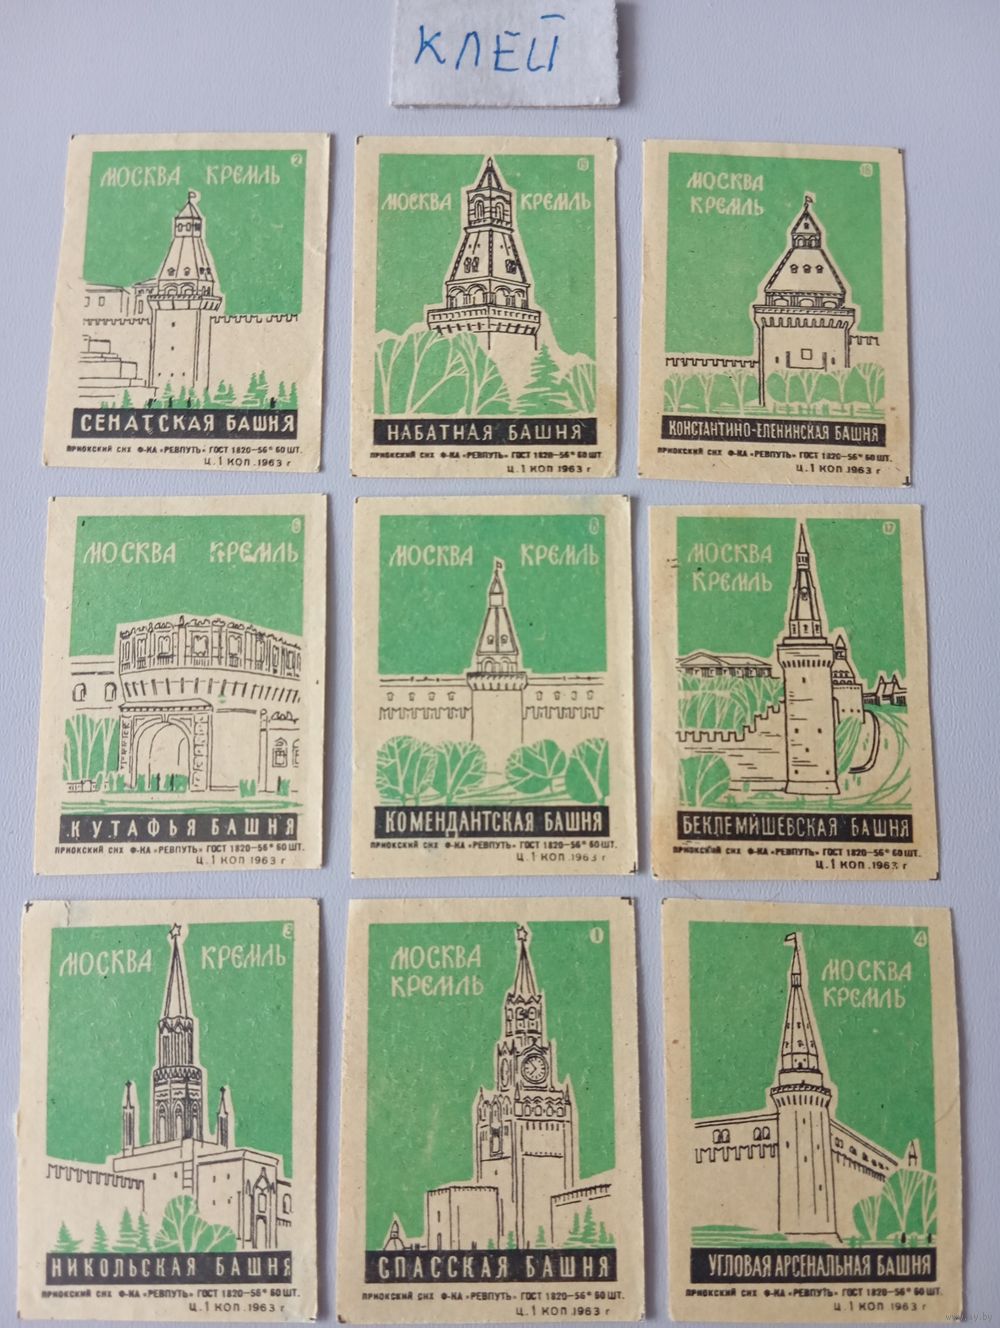 КЛЕЙ
2
МОСКВА КРЕМЛЬ
СЕНАТСКАЯ БАШНЯ
ПРИОКСКИЙ СНХ Ф-КА «РЕВПУТЬ» ГОСТ 1820—56* 60 ШТ.
Ц. 1 КОП. 1963 г
15
МОСКВА КРЕМЛЬ
НАБАТНАЯ БАШНЯ
ПРИОКСКИЙ СНХ Ф-КА «РЕВПУТЬ» ГОСТ 1820—56* 60 ШТ.
Ц. 1 КОП 1963 г
16
МОСКВА
КРЕМЛЬ
КОНСТАНТИНО-ЕЛЕНИНСКАЯ БАШНЯ
ПРИОКСКИЙ СНХ Ф-КА «РЕВПУТЬ» ГОСТ 1820—56* 60 ШТ.
Ц. 1 КОП 1963 г
МОСКВА КРЕМЛЬ
КУТАФЬЯ БАШНЯ
ПРИОКСКИЙ СНХ Ф-КА «РЕВПУТЬ» ГОСТ 1820—56* 60 ШТ.
Ц. 1 КОП 1963 г
МОСКВА КРЕМЛЬ
КОМЕНДАНТСКАЯ БАШНЯ
ПРИОКСКИЙ СНХ Ф-КА «РЕВПУТЬ» ГОСТ 1820—56* 60 ШТ.
Ц. 1 КОП 1963 г
17
МОСКВА
КРЕМЛЬ
БЕКЛЕМИШЕВСКАЯ БАШНЯ
ПРИОКСКИЙ СНХ Ф-КА «РЕВПУТЬ» ГОСТ 1820—56* 60 ШТ.
Ц. 1 КОП 1963 г
3
МОСКВА КРЕМЛЬ
НИКОЛЬСКАЯ БАШНЯ
ПРИОКСКИЙ СНХ Ф-КА «РЕВПУТЬ» ГОСТ 1820—56* 60 ШТ.
Ц. 1 КОП. 1963 г
1
МОСКВА
КРЕМЛЬ
СПАССКАЯ БАШНЯ
ПРИОКСКИЙ СНХ Ф-КА «РЕВПУТЬ» ГОСТ 1820—56* 60 ШТ.
Ц. 1 КОП 1963 г
4
МОСКВА
КРЕМЛЬ
УГЛОВАЯ АРСЕНАЛЬНАЯ БАШНЯ
ПРИОКСКИЙ СНХ Ф-КА «РЕВПУТЬ» ГОСТ 1820—56* 60 ШТ.
Ц. 1 КОП 1963 г